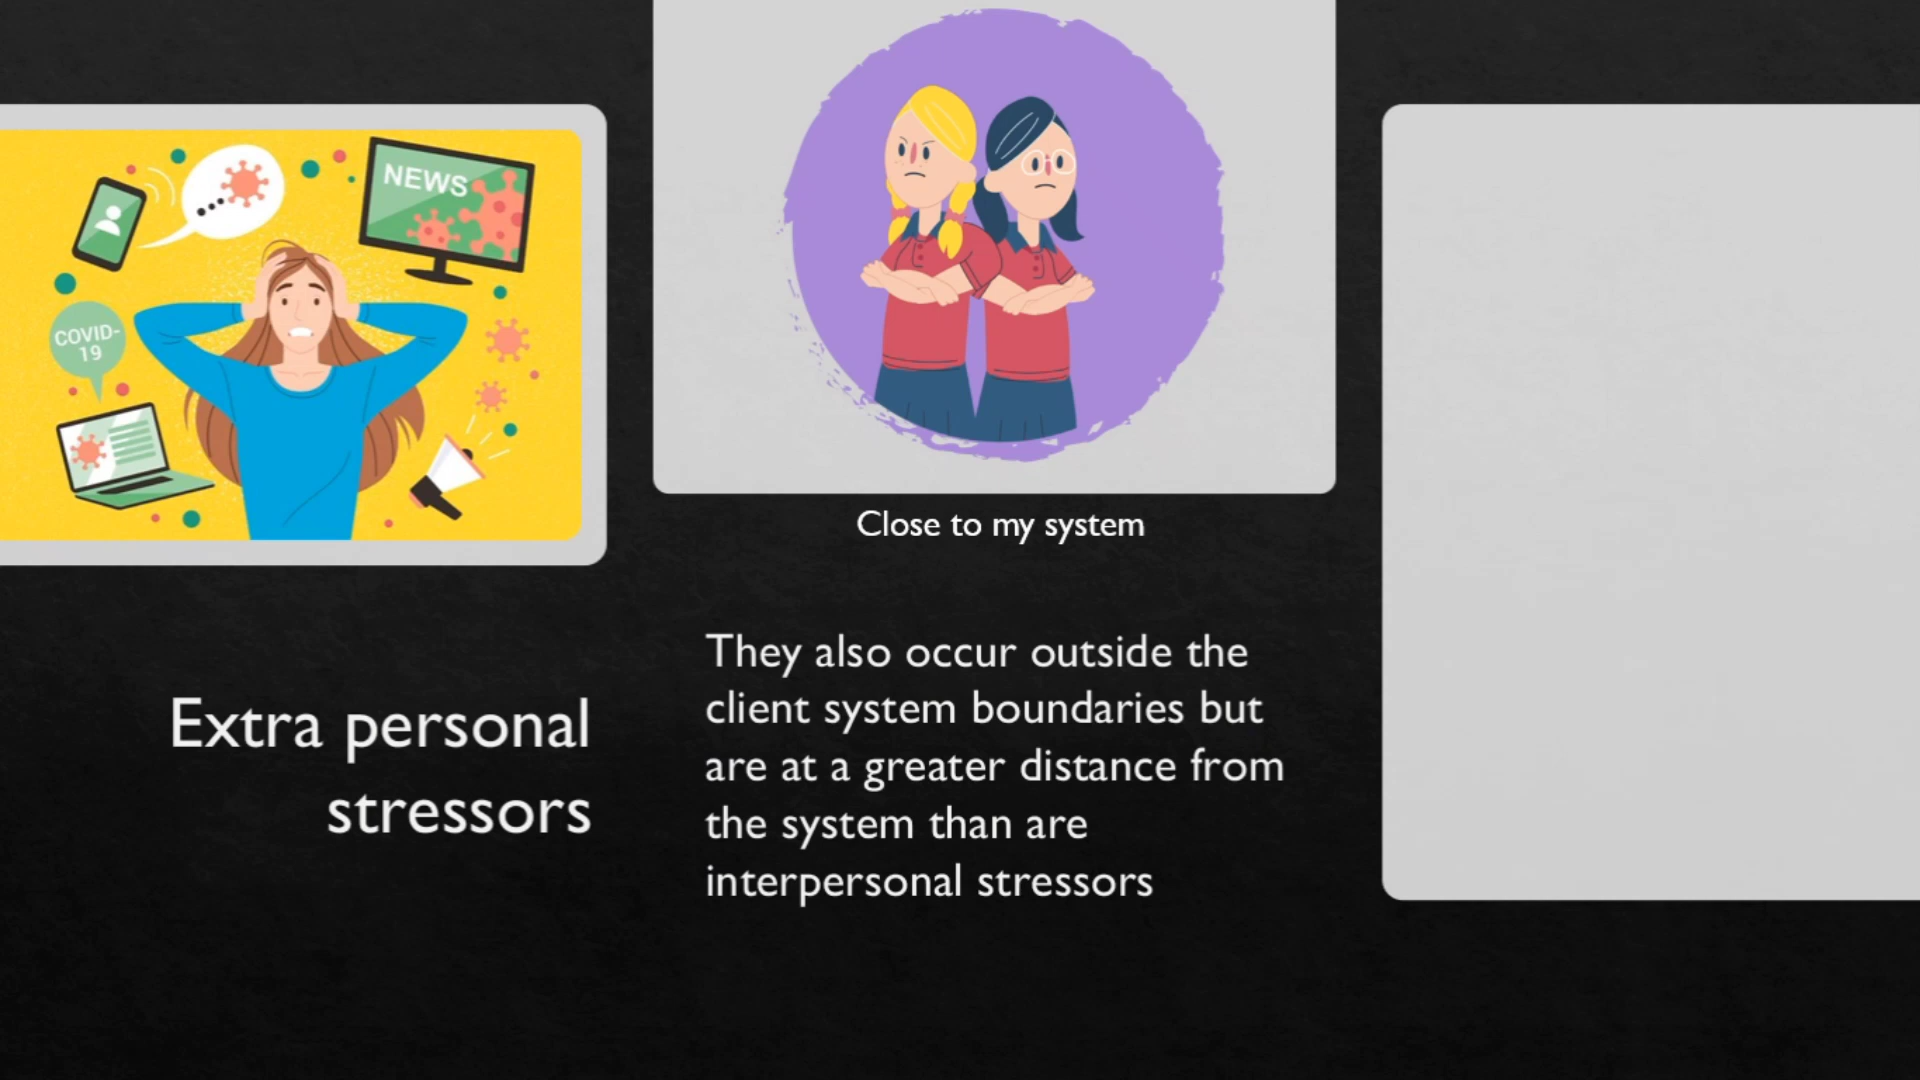 NEWS
COVID-
19
Close to my system
Extra personal
stressors
They also occur outside the
client system boundaries but
are at a greater distance from
the system than are
interpersonal stressors